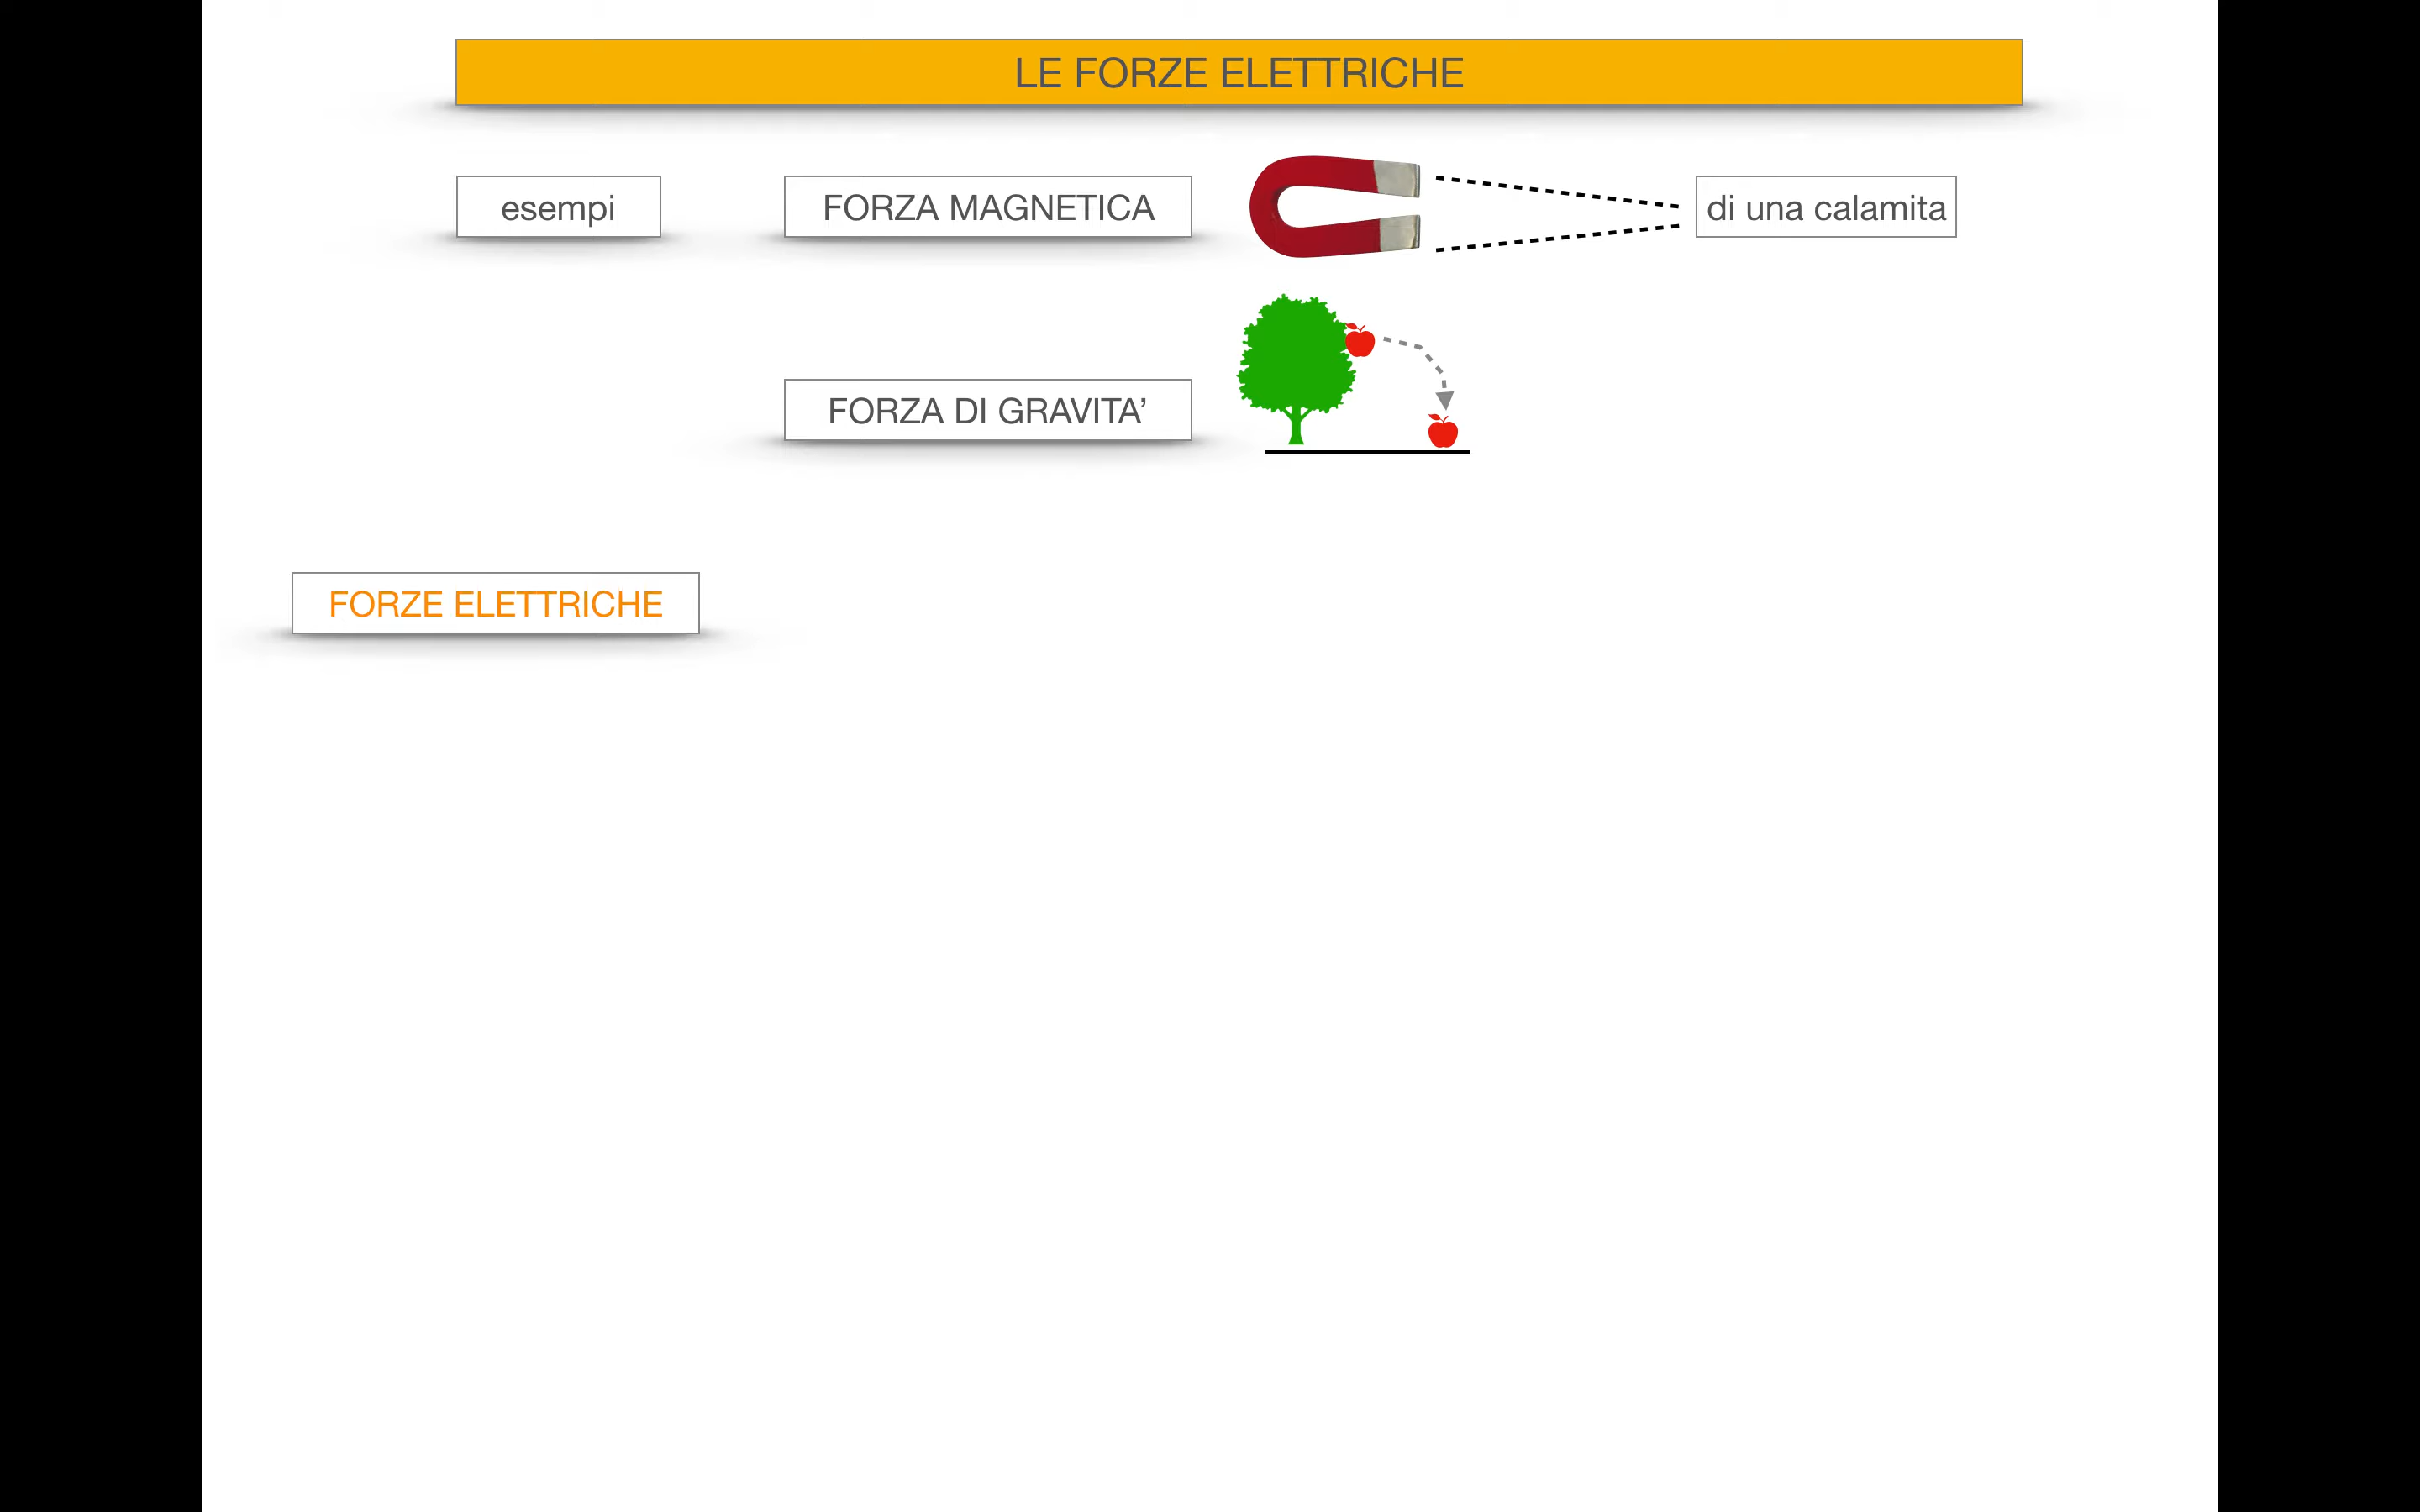 LE FORZE ELETTRICHE
esempi
FORZA MAGNETICA
di una calamita
FORZA DI GRAVITA’
FORZE ELETTRICHE